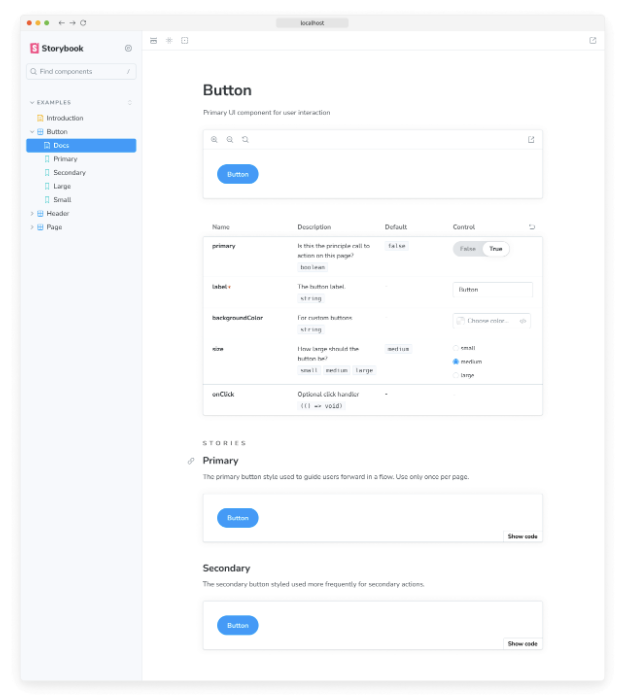 localhost
Storybook
Find components /
EXAMPLES
Introduction
Button
Docs
Primary
Secondary
Large
Small
Header
Page
Button
Primary UI component for user interaction
Button
Name Description Default Control
primary Is this the principle call to false False True
action on this page?
boolean
label* The button label. - Button
string
backgroundColor For custom buttons Choose color...
string
size How large should the medium small
button be? medium
small medium large large
onClick Optional click handler -
(() => void)
STORIES
Primary
The primary button style used to guide users forward in a flow. Use only once per page.
Button
Show code
Secondary
The secondary button styled used more frequently for secondary actions.
Button
Show code